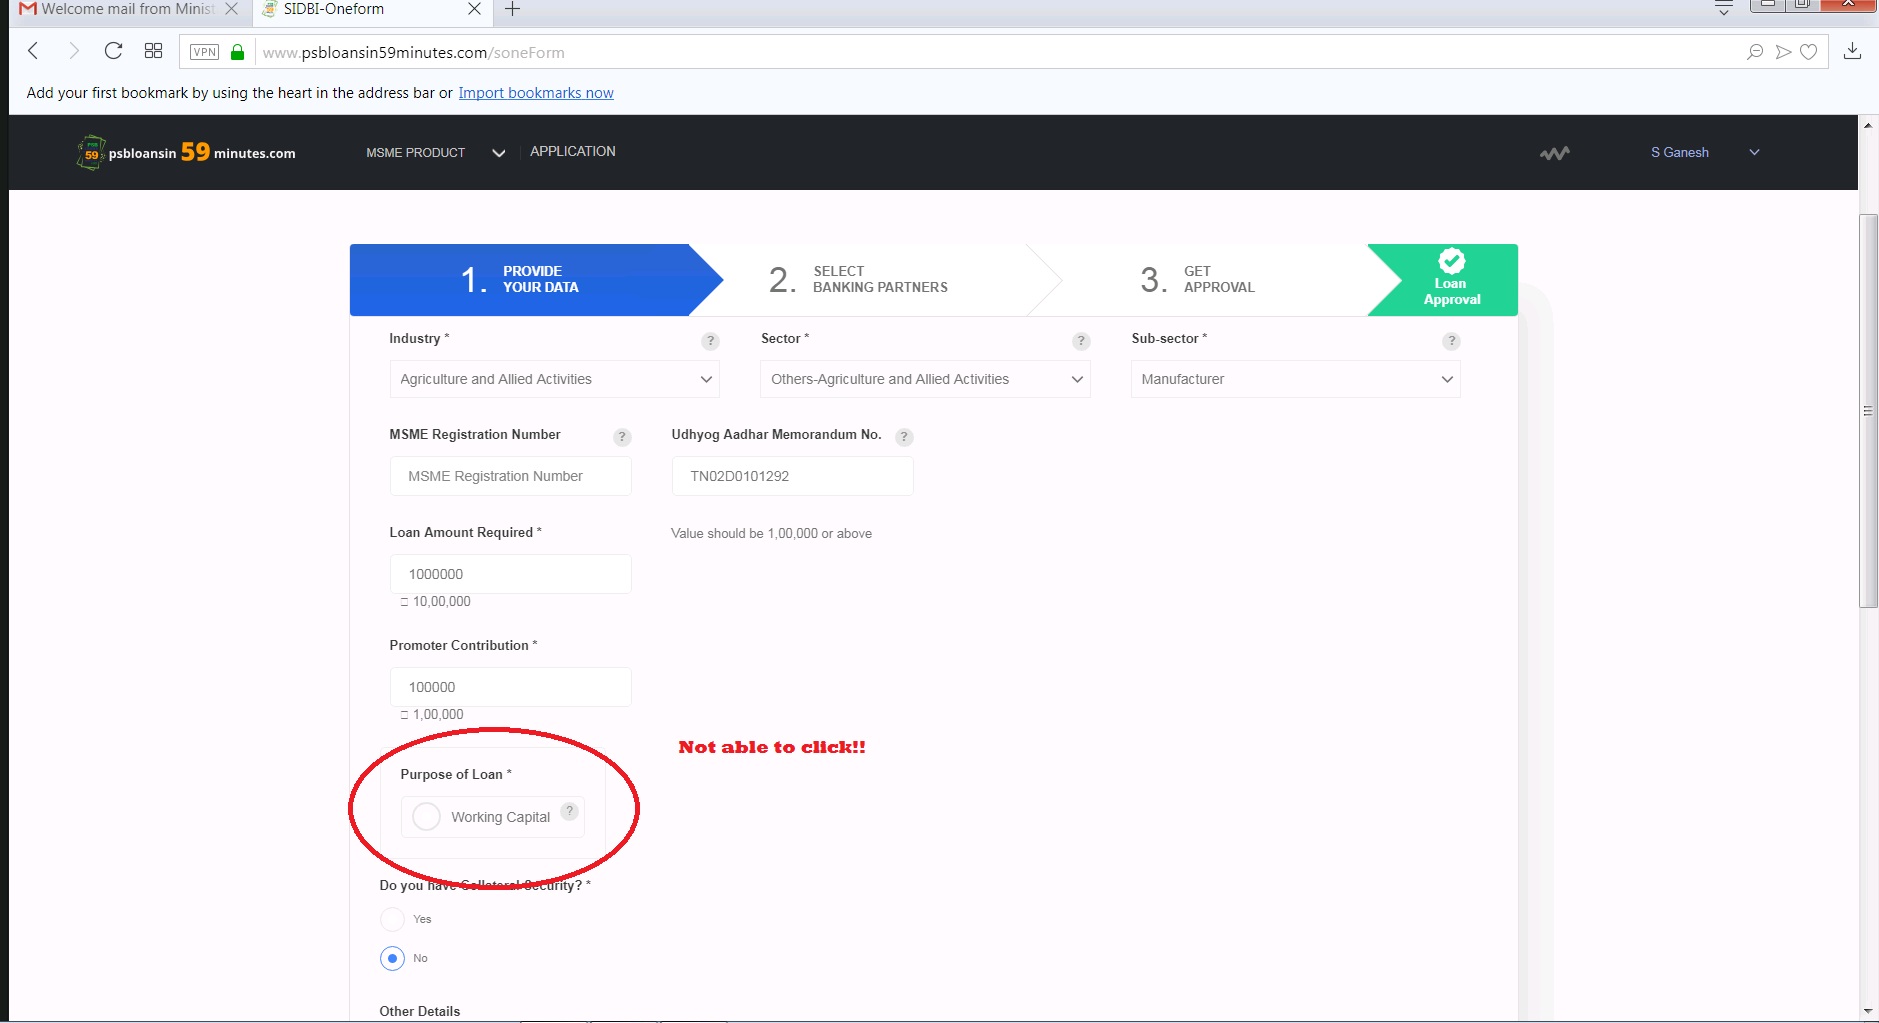 Welcome mail from Minist
SIDBI-Oneform
VPN
www.psbloansin59minutes.com/soneForm
Add your first bookmark by using the heart in the address bar or Import bookmarks now
59
psbloansin 59 minutes.com
MSME PRODUCT
APPLICATION
S Ganesh
1. PROVIDE
YOUR DATA
2. SELECT
BANKING PARTNERS
3. GET
APPROVAL
Loan
Approval
Industry * ?
Sector * ?
Sub-sector * ?
Agriculture and Allied Activities
Others-Agriculture and Allied Activities
Manufacturer
MSME Registration Number ?
Udhyog Aadhar Memorandum No. ?
MSME Registration Number
TN02D0101292
Loan Amount Required *
Value should be 1,00,000 or above
1000000
10,00,000
Promoter Contribution *
100000
1,00,000
Not able to click!!
Purpose of Loan *
Working Capital ?
Do you have Collateral Security? *
Yes
No
Other Details